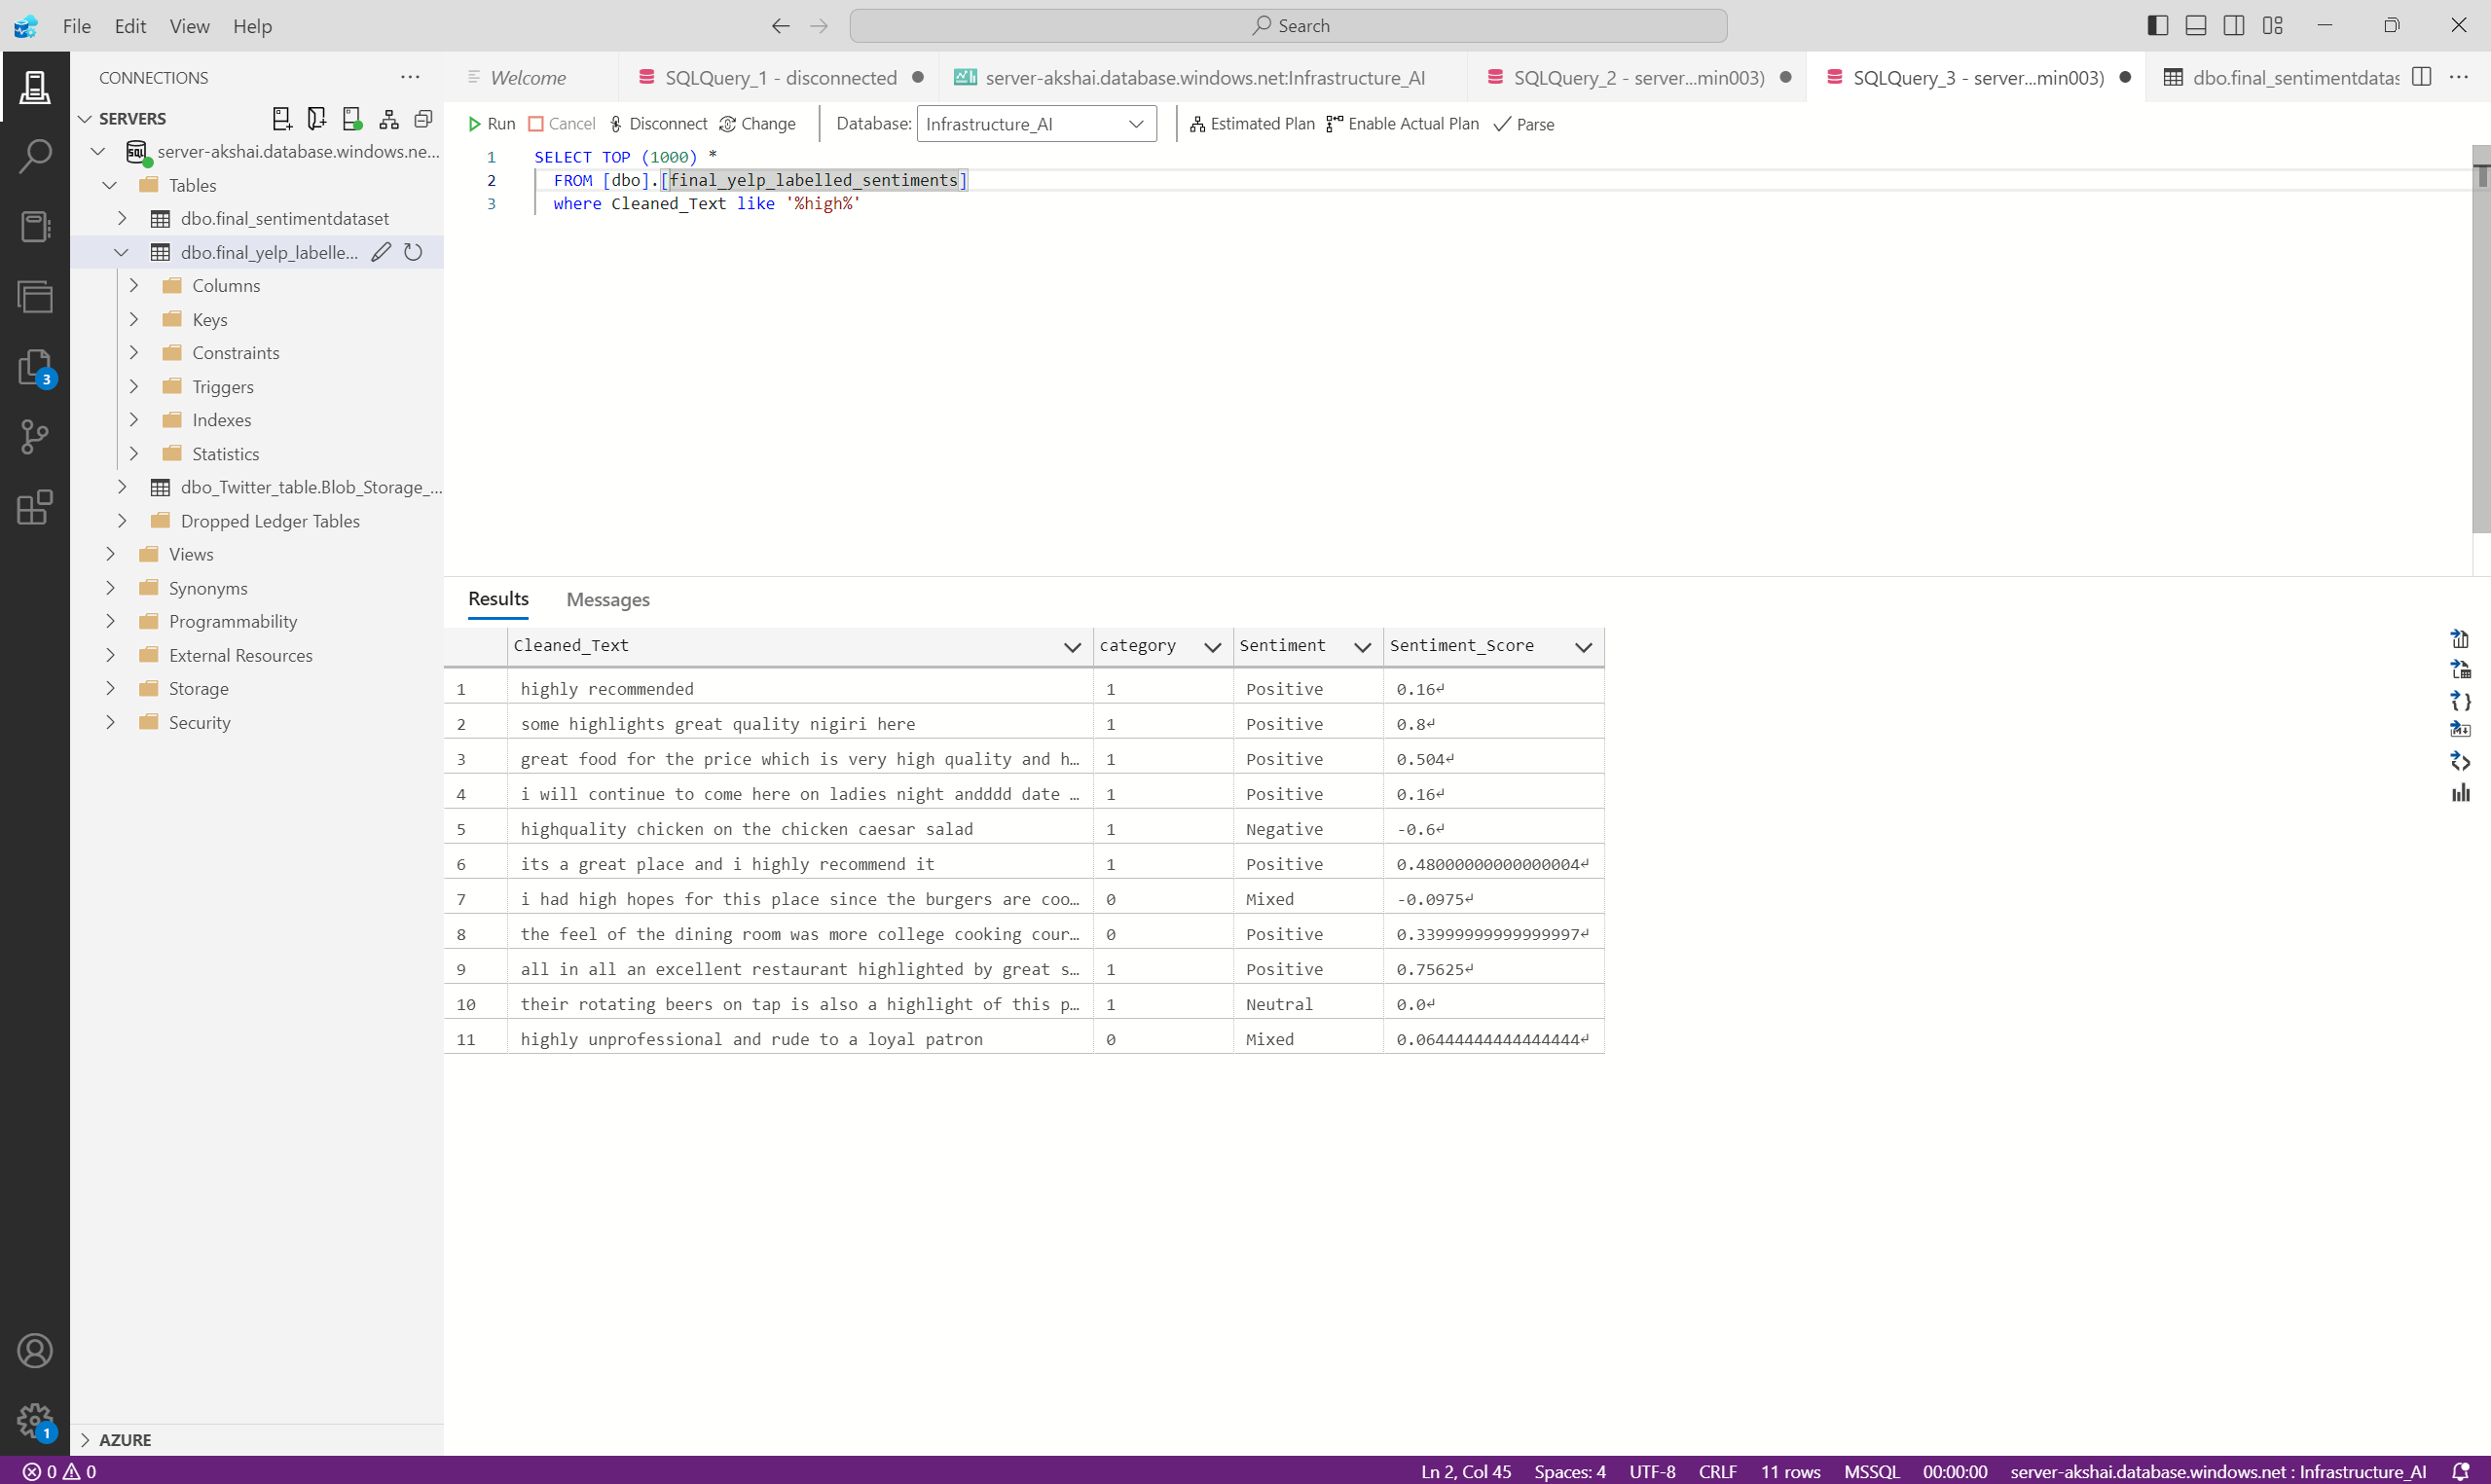 File Edit View Help
Search
CONNECTIONS
SERVERS
server-akshai.database.windows.ne...
Tables
dbo.final_sentimentdataset
dbo.final_yelp_labelle...
Columns
Keys
Constraints
Triggers
Indexes
Statistics
dbo_Twitter_table.Blob_Storage_...
Dropped Ledger Tables
Views
Synonyms
Programmability
External Resources
Storage
Security
3
1
AZURE
Welcome SQLQuery_1 - disconnected server-akshai.database.windows.net:Infrastructure_AI SQLQuery_2 - server...min003) SQLQuery_3 - server...min003) dbo.final_sentimentdatas
Run Cancel Disconnect Change Database: Infrastructure_AI Estimated Plan Enable Actual Plan Parse
1 SELECT TOP (1000) *
2 FROM [dbo].[final_yelp_labelled_sentiments]
3 where Cleaned_Text like '%high%'
Results Messages
Cleaned_Text category Sentiment Sentiment_Score
1 highly recommended 1 Positive 0.16↵
2 some highlights great quality nigiri here 1 Positive 0.8↵
3 great food for the price which is very high quality and h… 1 Positive 0.504↵
4 i will continue to come here on ladies night andddd date … 1 Positive 0.16↵
5 highquality chicken on the chicken caesar salad 1 Negative -0.6↵
6 its a great place and i highly recommend it 1 Positive 0.48000000000000004↵
7 i had high hopes for this place since the burgers are coo… 0 Mixed -0.0975↵
8 the feel of the dining room was more college cooking cour… 0 Positive 0.33999999999999997↵
9 all in all an excellent restaurant highlighted by great s… 1 Positive 0.75625↵
10 their rotating beers on tap is also a highlight of this p… 1 Neutral 0.0↵
11 highly unprofessional and rude to a loyal patron 0 Mixed 0.06444444444444444↵
0 0 Ln 2, Col 45 Spaces: 4 UTF-8 CRLF 11 rows MSSQL 00:00:00 server-akshai.database.windows.net : Infrastructure_AI